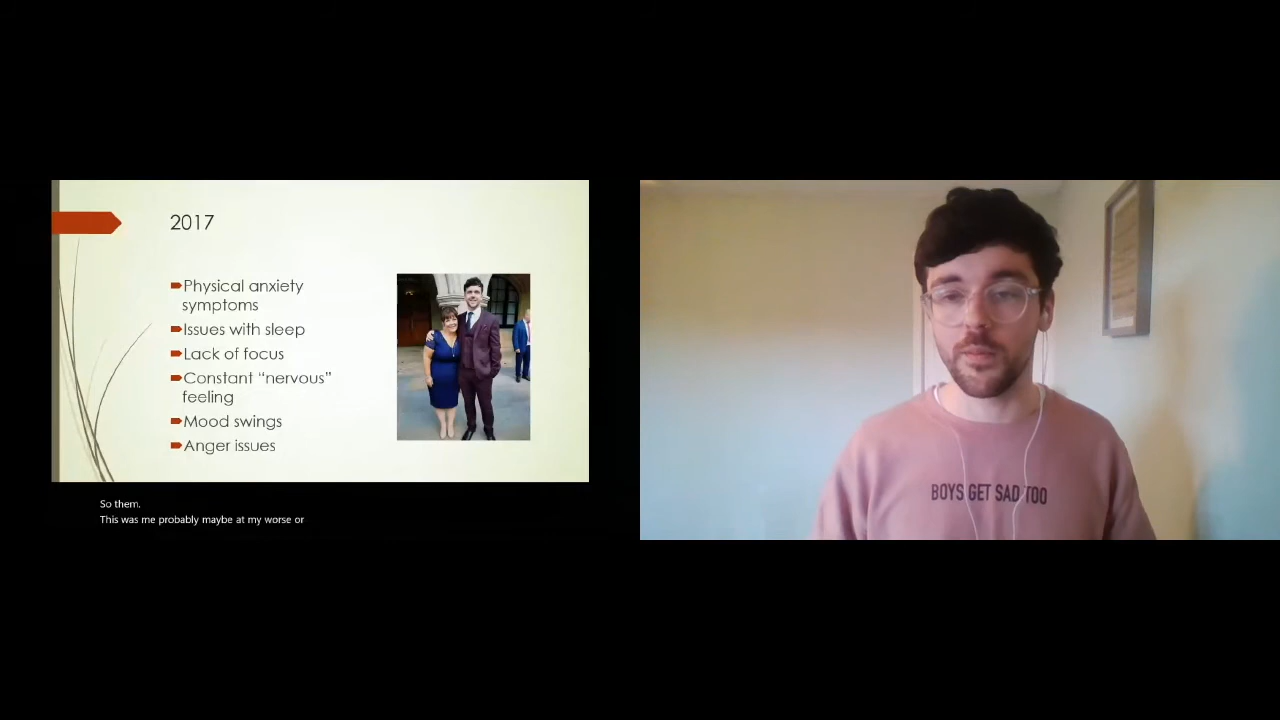 2017
Physical anxiety
symptoms
Issues with sleep
Lack of focus
Constant “nervous”
feeling
Mood swings
Anger issues
So them.
This was me probably maybe at my worse or
BOYS GET SAD TOO